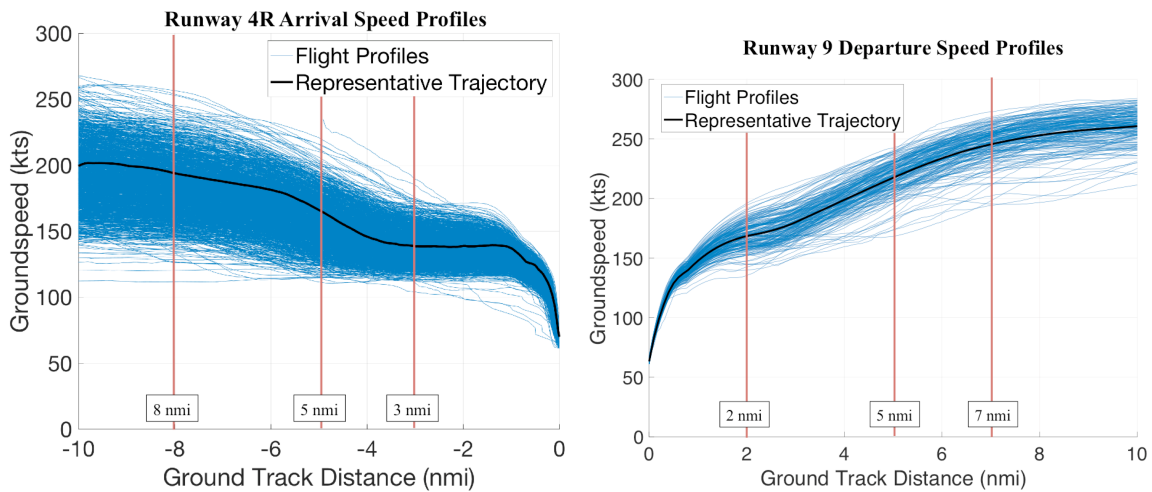 Runway 4R Arrival Speed Profiles
300
250
200
150
100
50
0
Groundspeed (kts)
Flight Profiles
Representative Trajectory
8 nmi
5 nmi
3 nmi
-10
-8
-6
-4
-2
0
Ground Track Distance (nmi)
Runway 9 Departure Speed Profiles
300
250
200
150
100
50
0
Groundspeed (kts)
Flight Profiles
Representative Trajectory
2 nmi
5 nmi
7 nmi
0
2
4
6
8
10
Ground Track Distance (nmi)